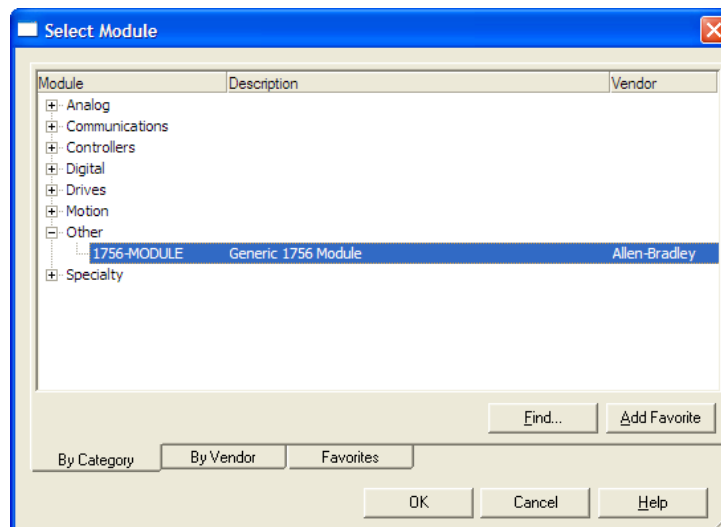 Select Module
Module Description Vendor
Analog
Communications
Controllers
Digital
Drives
Motion
Other
1756-MODULE Generic 1756 Module Allen-Bradley
Specialty
Find... Add Favorite
By Category By Vendor Favorites
OK Cancel Help